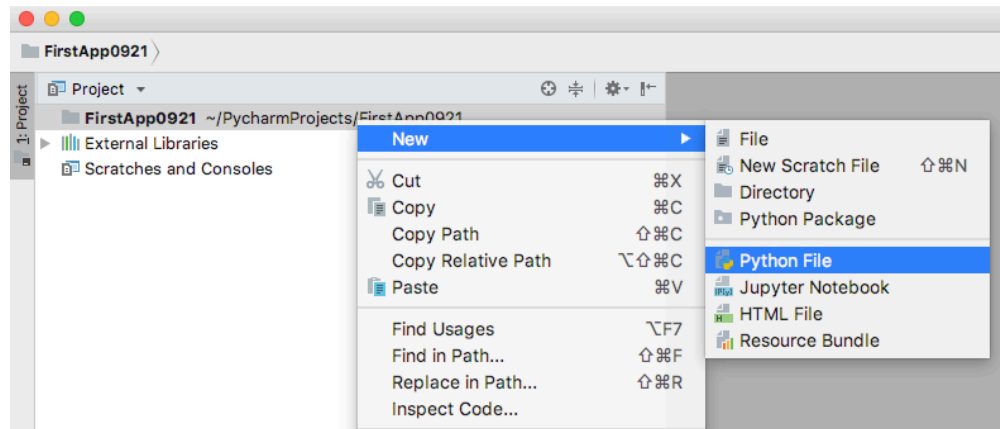 FirstApp0921
1: Project
Project
FirstApp0921 ~/PycharmProjects/FirstApp0921
External Libraries
Scratches and Consoles
New
Cut ⌘X
Copy ⌘C
Copy Path ⇧⌘C
Copy Relative Path ⌥⇧⌘C
Paste ⌘V
Find Usages ⌥F7
Find in Path... ⇧⌘F
Replace in Path... ⇧⌘R
Inspect Code...
File
New Scratch File ⇧⌘N
Directory
Python Package
Python File
Jupyter Notebook
HTML File
Resource Bundle